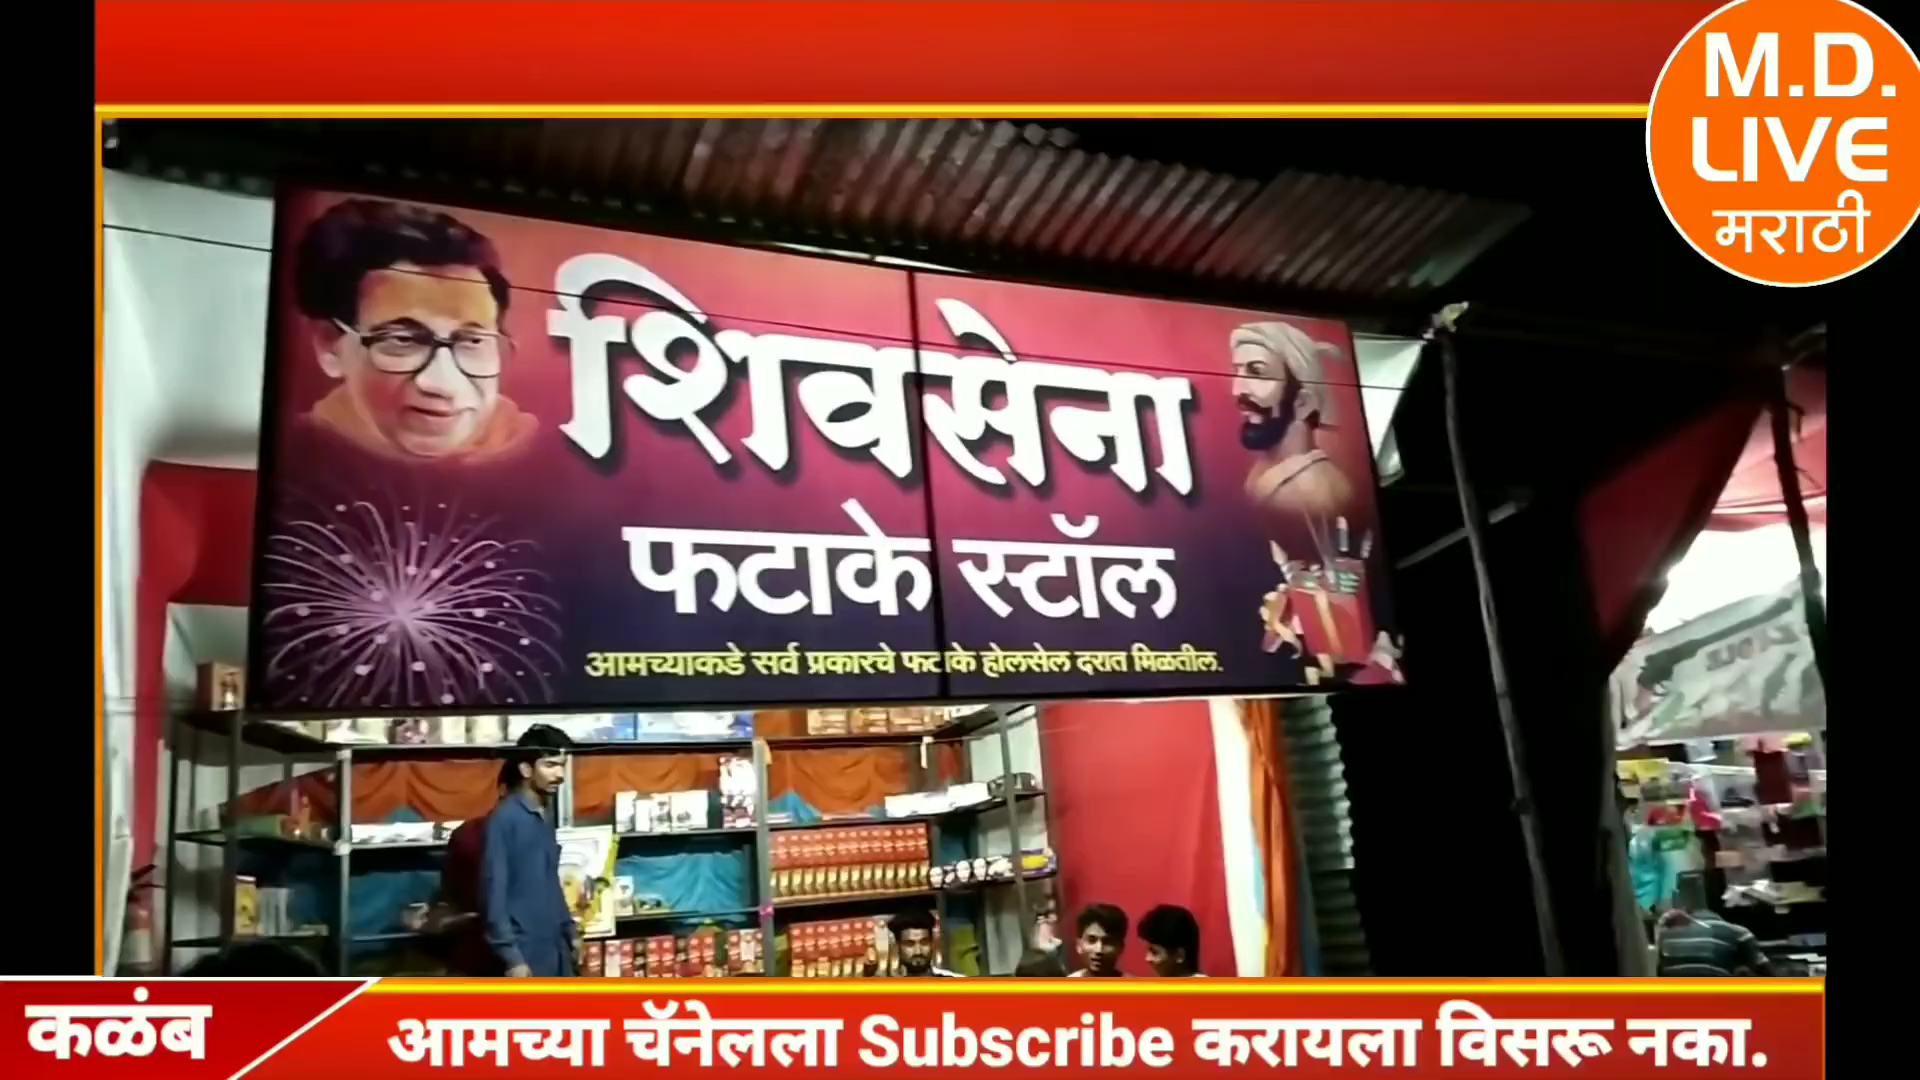 M.D.
LIVE
मराठी
शिवसेना
फटाके स्टॉल
आमच्याकडे सर्व प्रकारचे फटाके होलसेल दरात मिळतील.
कळंब
आमच्या चॅनेलला Subscribe करायला विसरू नका.